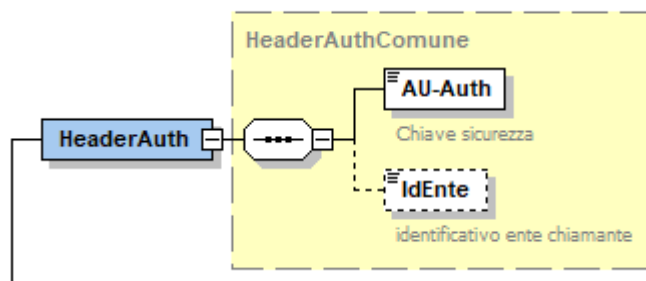 HeaderAuthComune
AU-Auth
Chiave sicurezza
HeaderAuth
IdEnte
identificativo ente chiamante